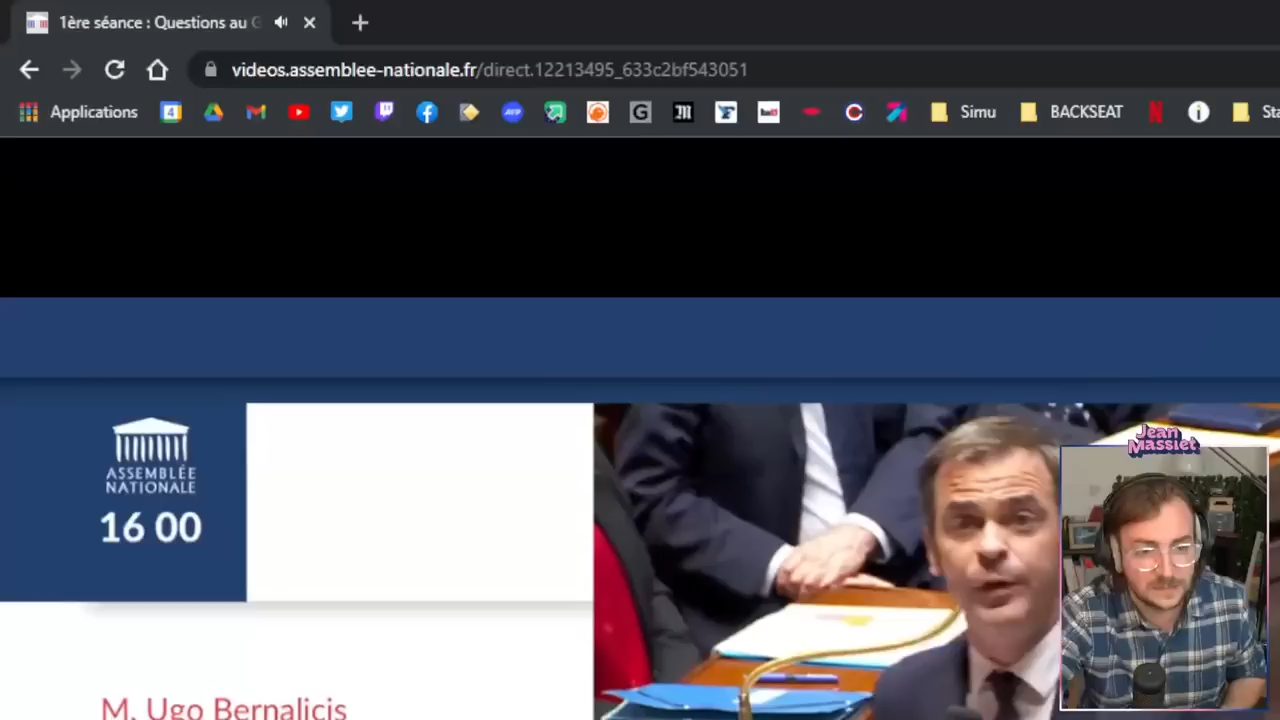 1ère séance : Questions au G
videos.assemblee-nationale.fr/direct.12213495_633c2bf543051
Applications
Simu
BACKSEAT
Sta
Jean
Massiet
ASSEMBLÉE
NATIONALE
16 00
M. Ugo Bernalicis